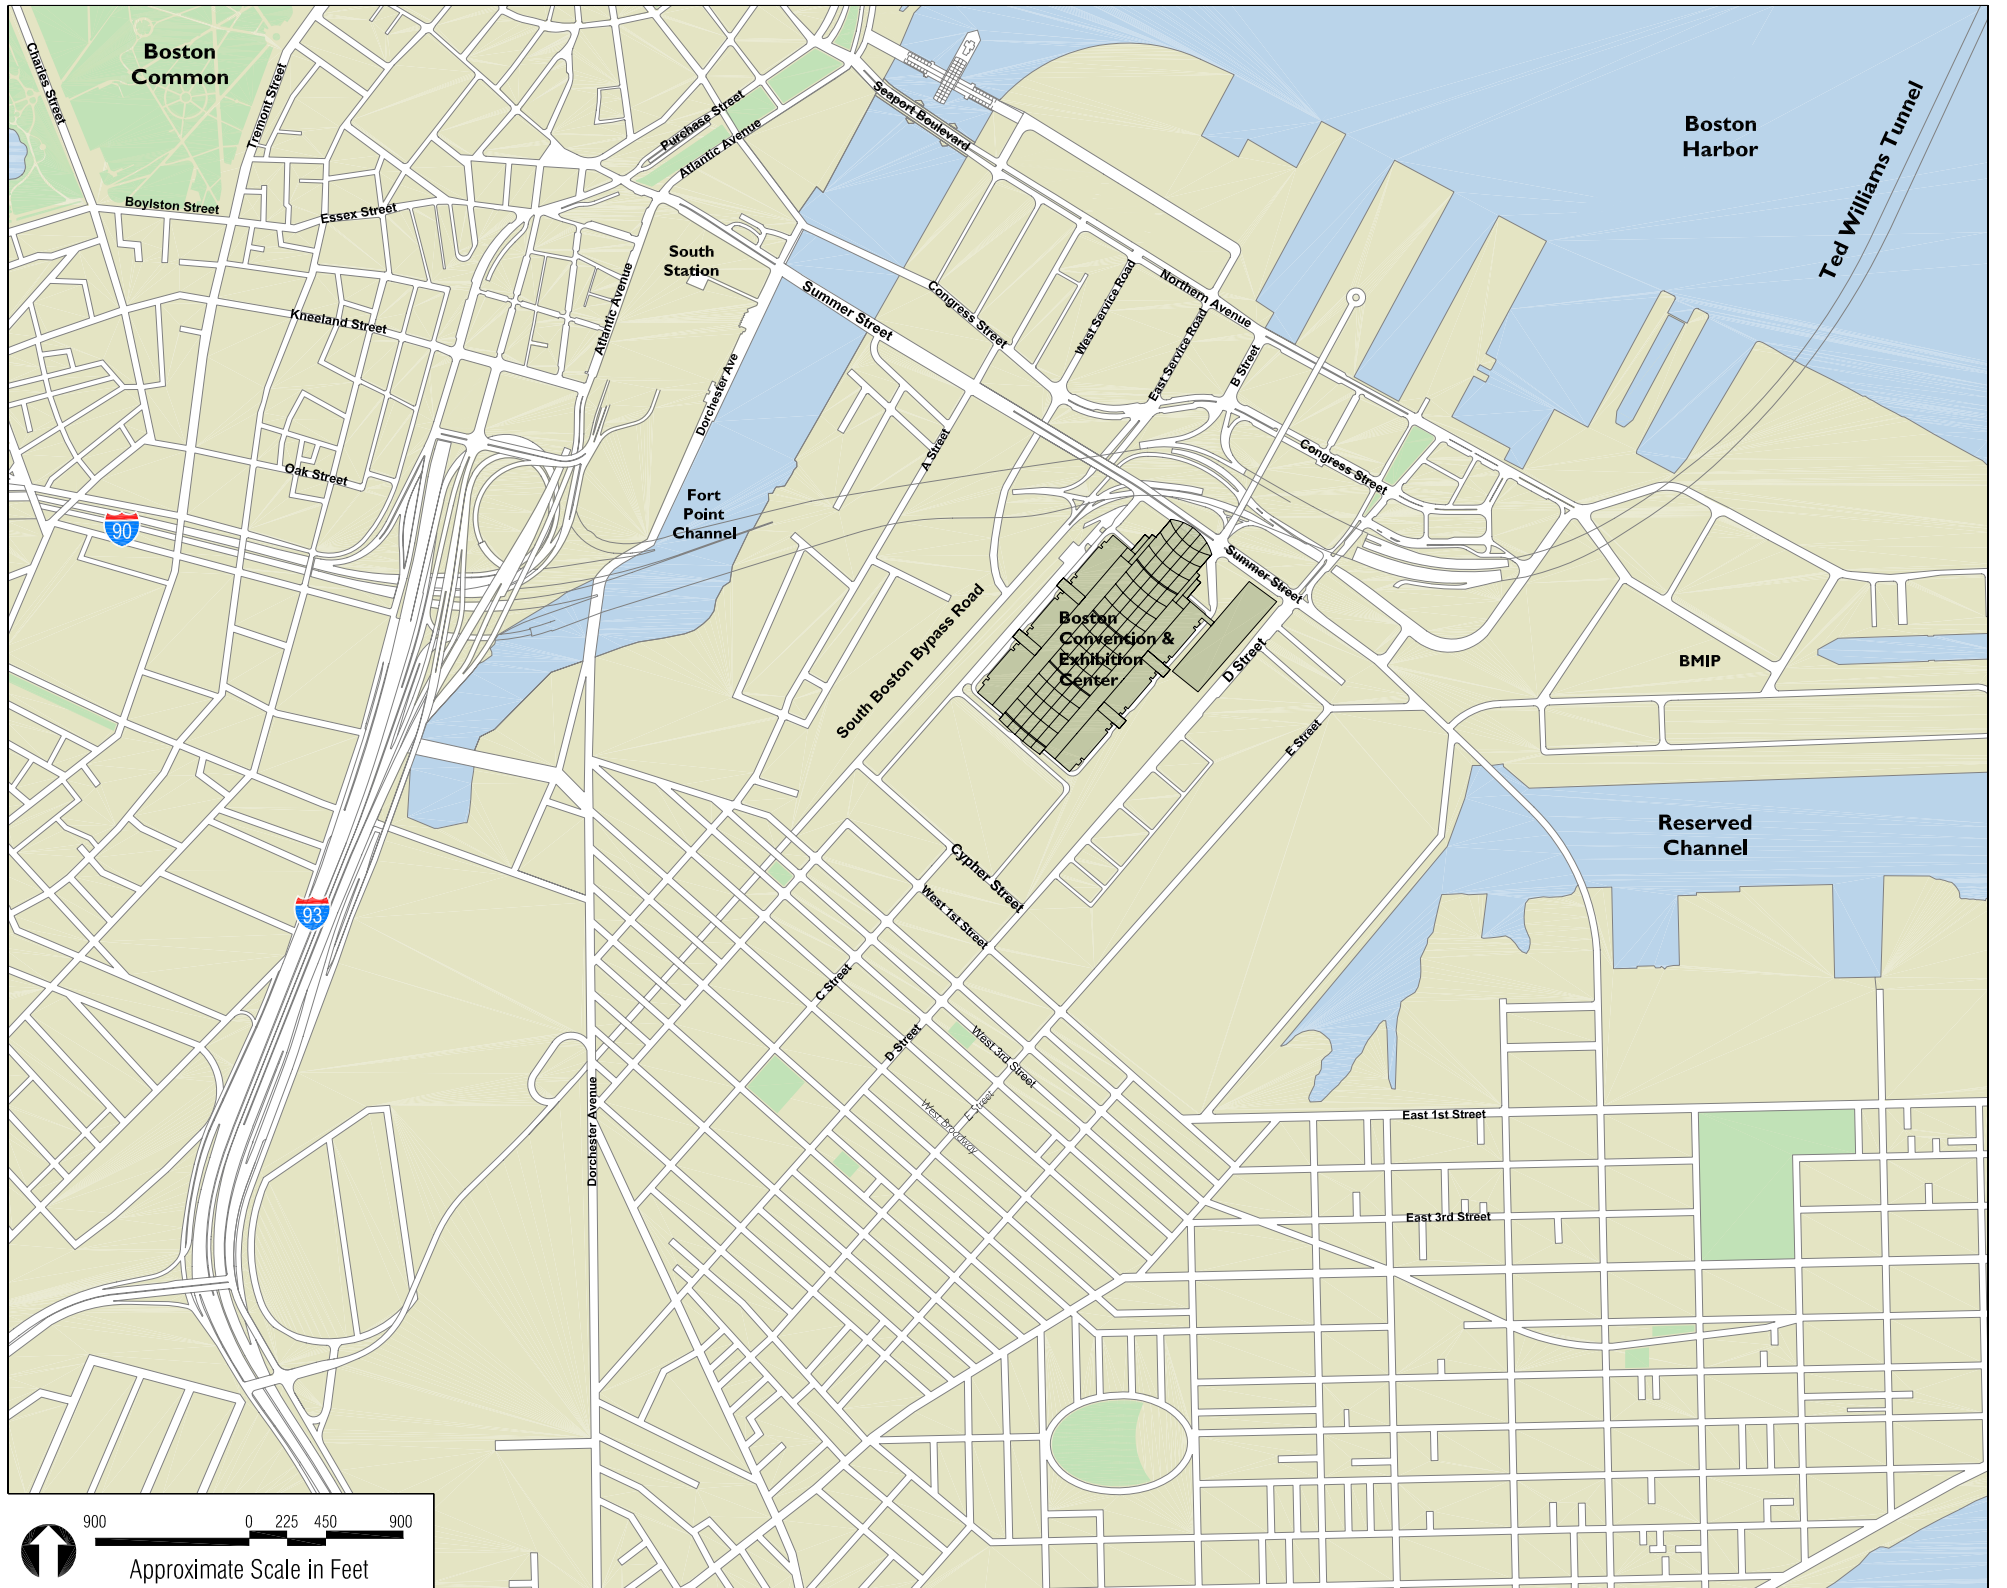 Boston
Common
Charles Street
Tremont Street
Boylston Street
Essex Street
Purchase Street
Atlantic Avenue
Seaport Boulevard
Boston
Harbor
Ted Williams Tunnel
South
Station
Kneeland Street
Atlantic Avenue
Summer Street
Congress Street
West Service Road
Northern Avenue
East Service Road
B Street
Dorchester Ave
A Street
Oak Street
Congress Street
90
Fort
Point
Channel
Summer Street
South Boston Bypass Road
Boston
Convention &
Exhibition
Center
D Street
BMIP
E Street
Reserved
Channel
Cypher Street
West 1st Street
93
C Street
D Street
West 3rd Street
E Street
West Broadway
Dorchester Avenue
East 1st Street
East 3rd Street
900 0 225 450 900
Approximate Scale in Feet